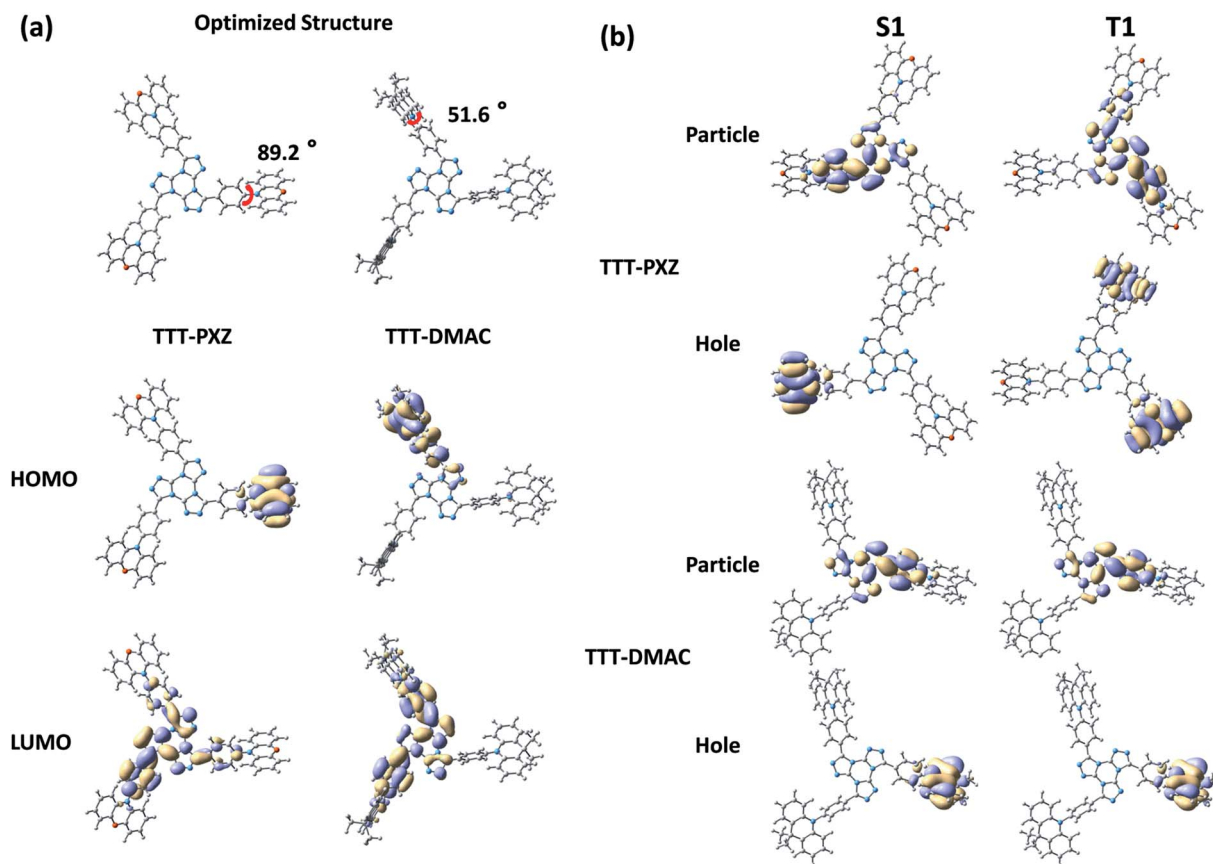 (a)
Optimized Structure
89.2 °
51.6 °
TTT-PXZ
TTT-DMAC
HOMO
LUMO
(b)
S1
T1
Particle
TTT-PXZ
Hole
Particle
TTT-DMAC
Hole